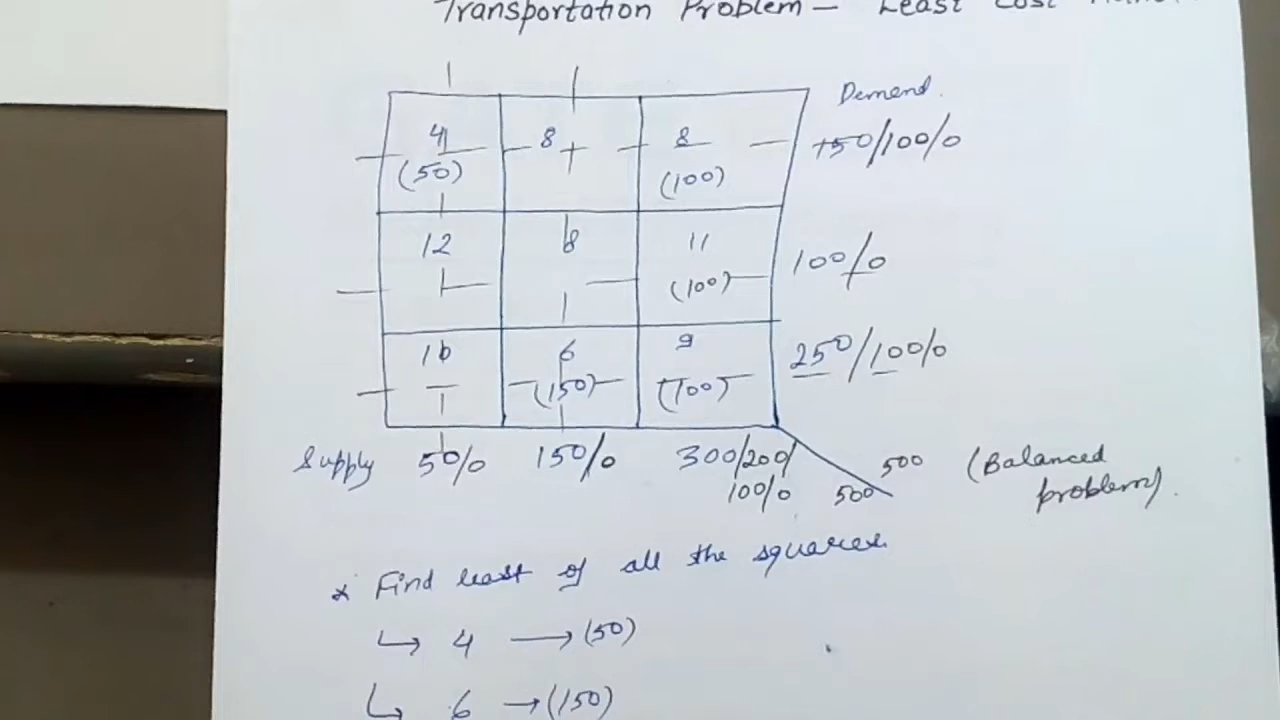 Transportation Problem - Least Cost
Demand.
4 8 8 150/100/0
(50) (100)
12 8 11 100/0
(100)
16 6 9 250/100/0
(150) (100)
Supply 50/0 150/0 300/200/ 500 (Balanced
100/0 500 problem).
* Find least of all the squares.
↳ 4 → (50)
↳ 6 → (150)